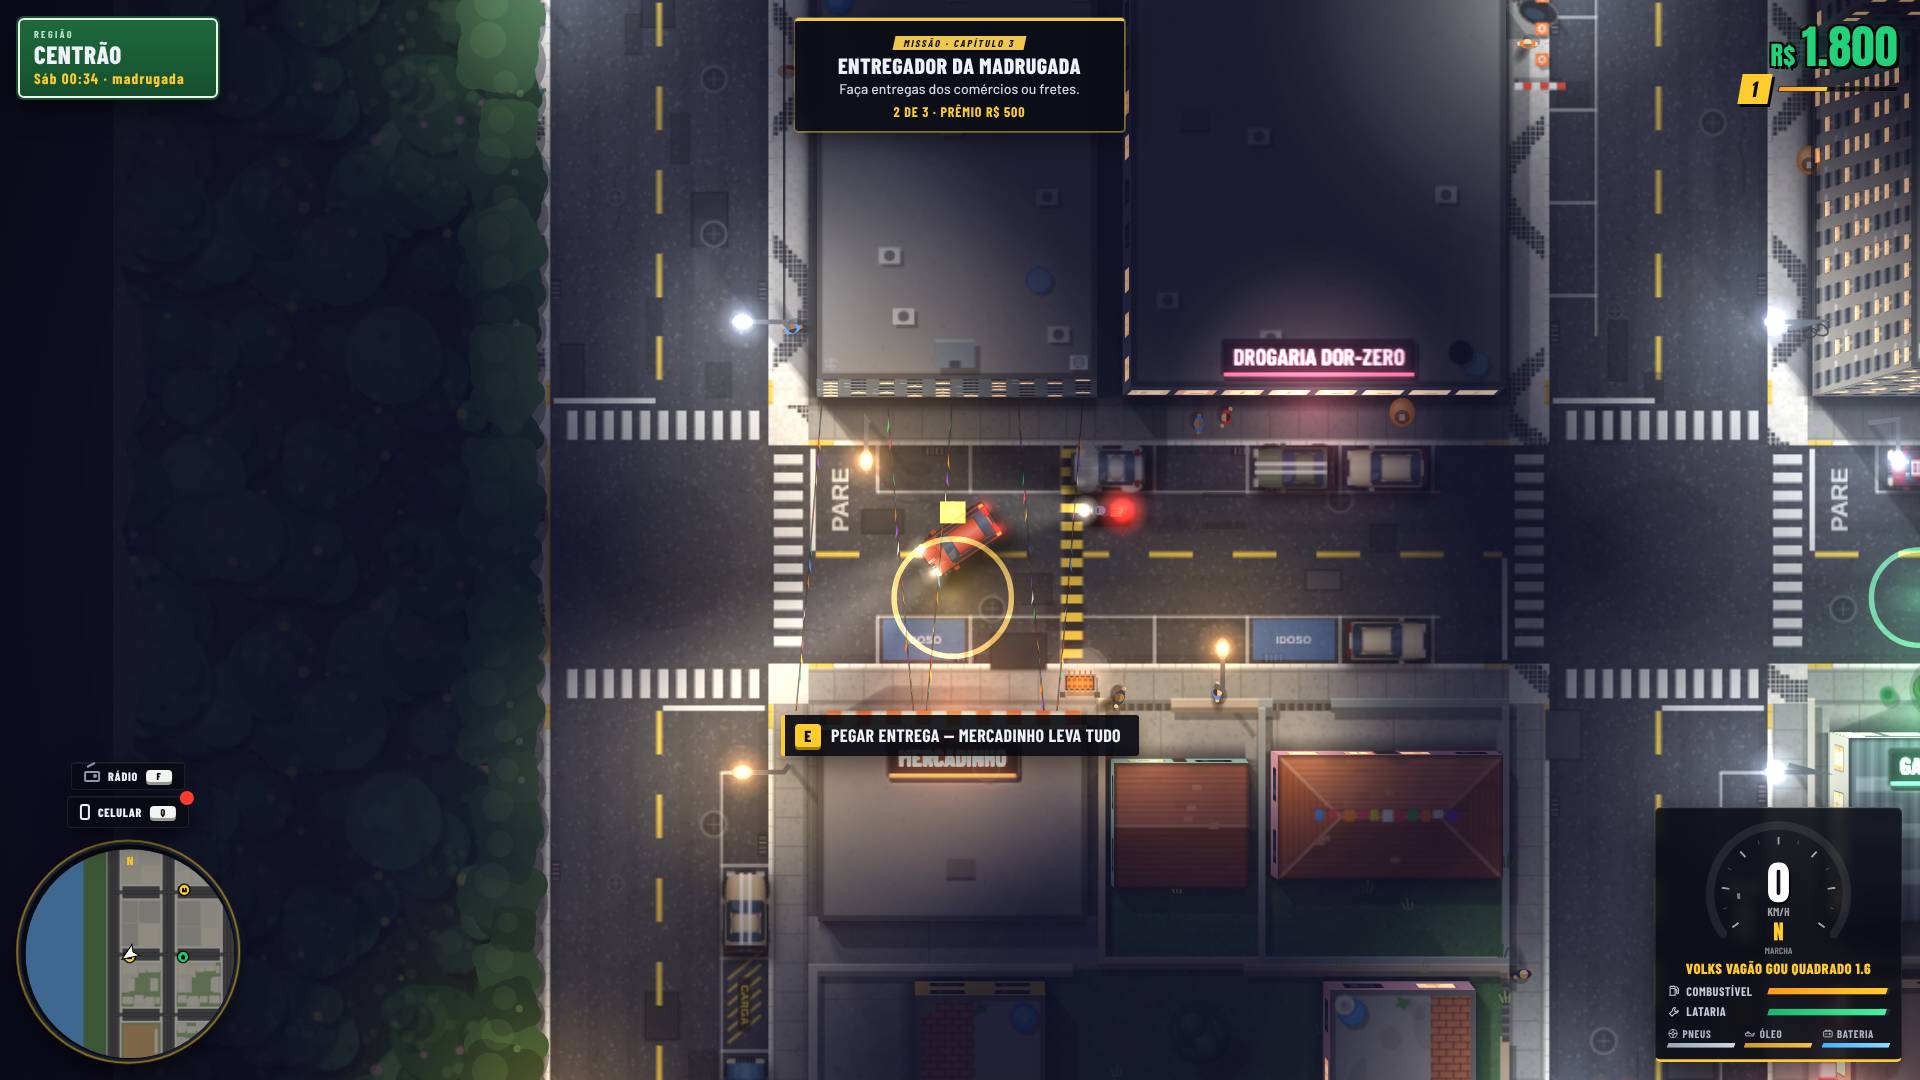 REGIÃO
CENTRÃO
Sáb 00:34 · madrugada
MISSÃO · CAPÍTULO 3
ENTREGADOR DA MADRUGADA
Faça entregas dos comércios ou fretes.
2 DE 3 · PRÊMIO R$ 500
R$ 1.800
1
DROGARIA DOR-ZERO
PARE
PARE
IDOSO
E PEGAR ENTREGA — MERCADINHO LEVA TUDO
MERCADINHO
GA
RÁDIO F
CELULAR Q
N
M
CARGA
0
KM/H
N
MARCHA
VOLKS VAGÃO GOU QUADRADO 1.6
COMBUSTÍVEL
LATARIA
PNEUS ÓLEO BATERIA